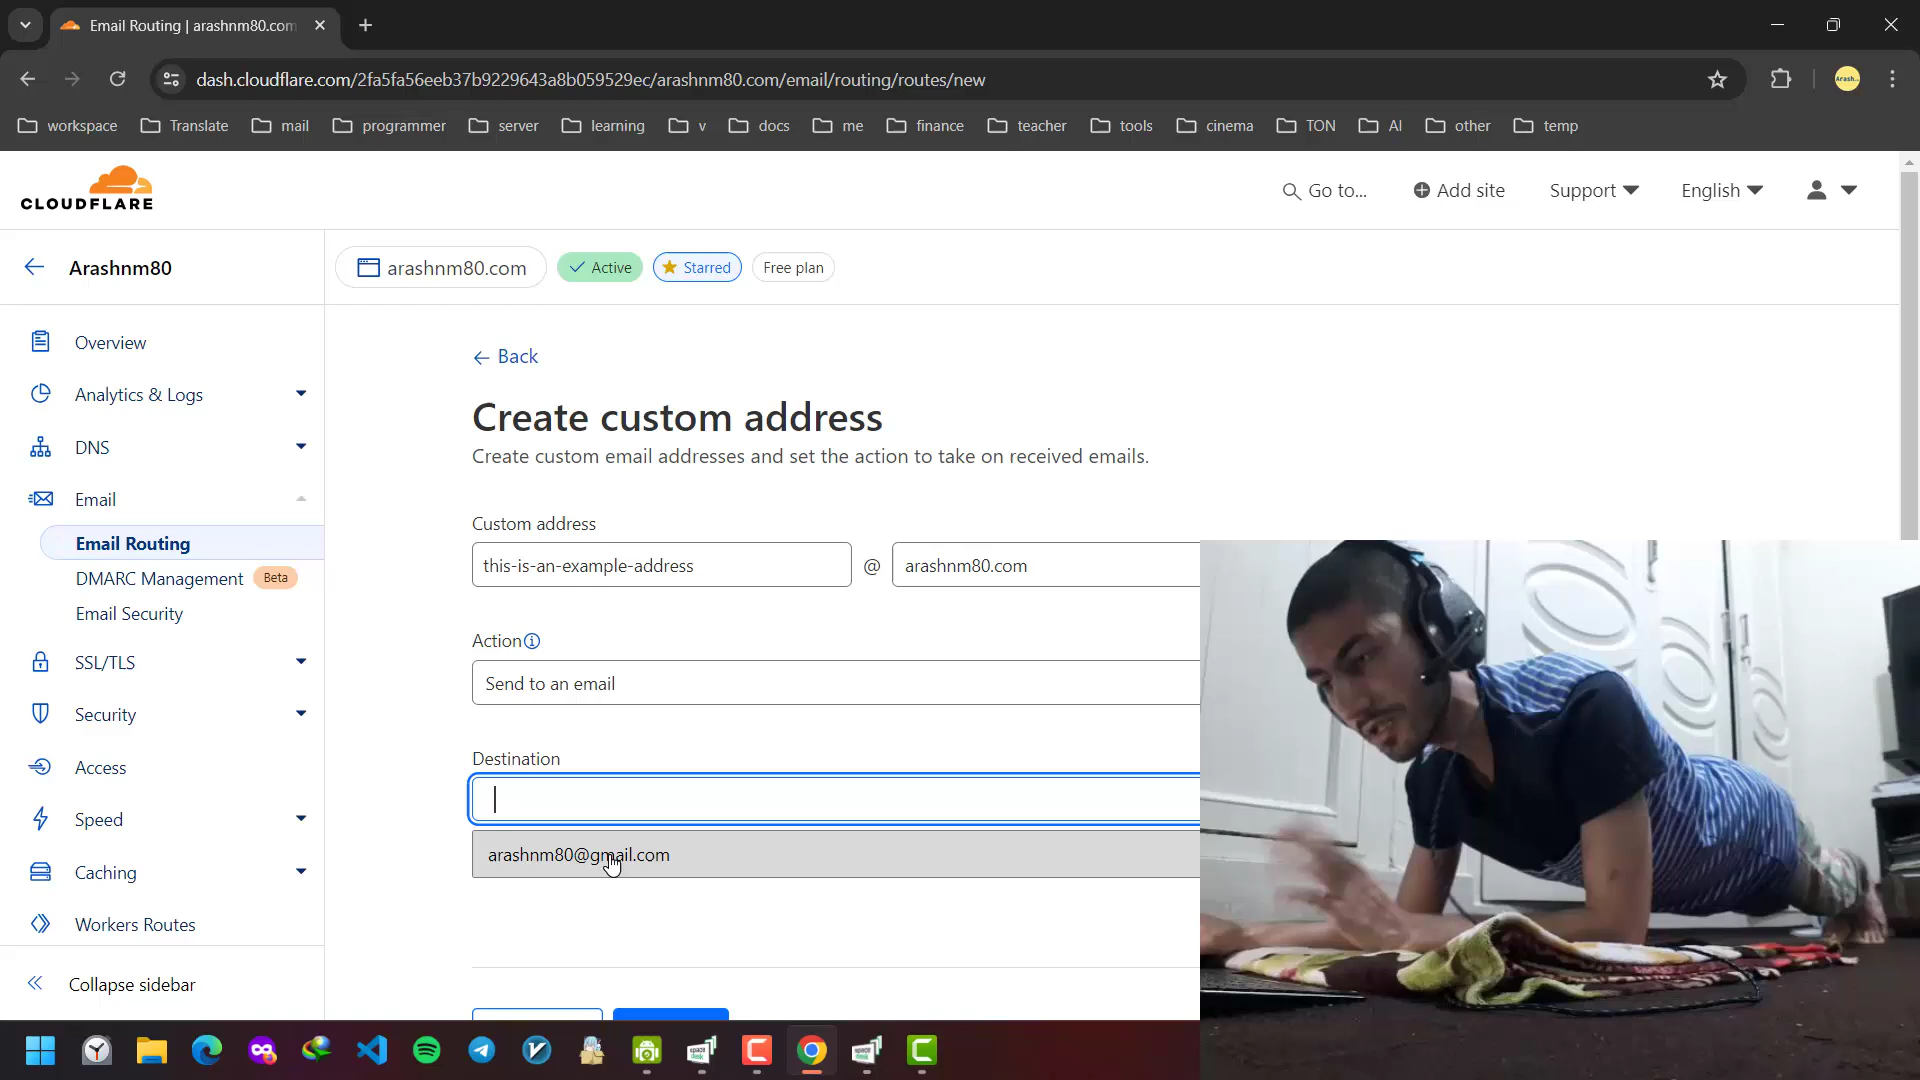 Email Routing | arashnm80.com
dash.cloudflare.com/2fa5fa56eeb37b9229643a8b059529ec/arashnm80.com/email/routing/routes/new
Arash..
workspace Translate mail programmer server learning v docs me finance teacher tools cinema TON AI other temp
CLOUDFLARE
Go to... Add site Support English
Arashnm80
arashnm80.com Active Starred Free plan
Overview
Analytics & Logs
DNS
Email
Email Routing
DMARC Management Beta
Email Security
SSL/TLS
Security
Access
Speed
Caching
Workers Routes
Collapse sidebar
Back
Create custom address
Create custom email addresses and set the action to take on received emails.
Custom address
this-is-an-example-address @ arashnm80.com
Action
Send to an email
Destination
arashnm80@gmail.com